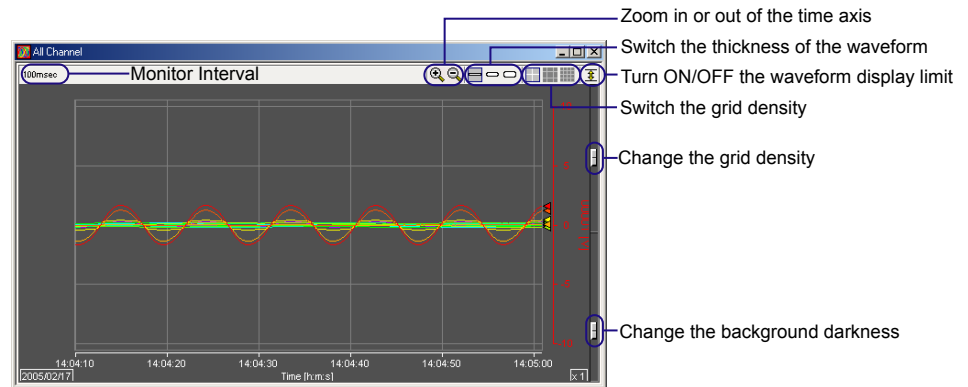 Zoom in or out of the time axis
All Channel
Switch the thickness of the waveform
100msec
Monitor Interval
Turn ON/OFF the waveform display limit
Switch the grid density
Change the grid density
Change the background darkness
14:04:10 14:04:20 14:04:30 14:04:40 14:04:50 14:05:00
2005/02/17 Time [h:m:s] x 1